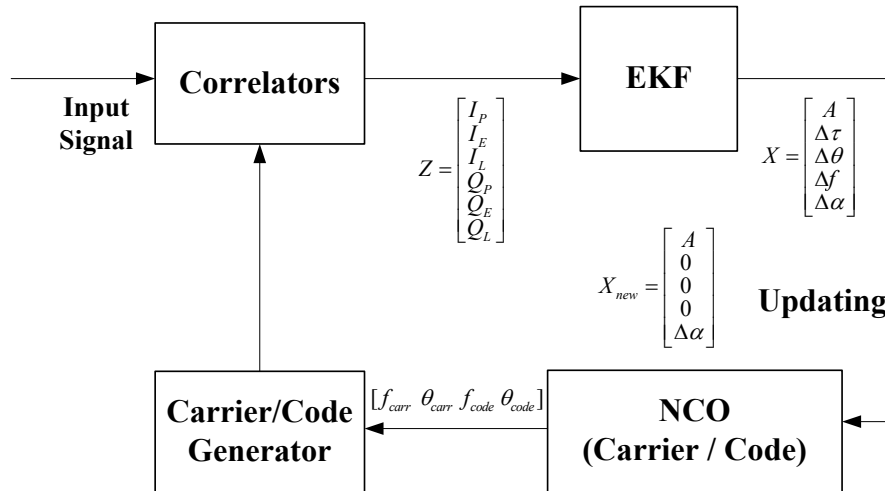 Correlators
EKF
Input
Signal
Z = [I_P
I_E
I_L
Q_P
Q_E
Q_L]
X = [A
Δτ
Δθ
Δf
Δα]
X_new = [A
0
0
0
Δα]
Updating
[f_carr θ_carr f_code θ_code]
Carrier/Code
Generator
NCO
(Carrier / Code)